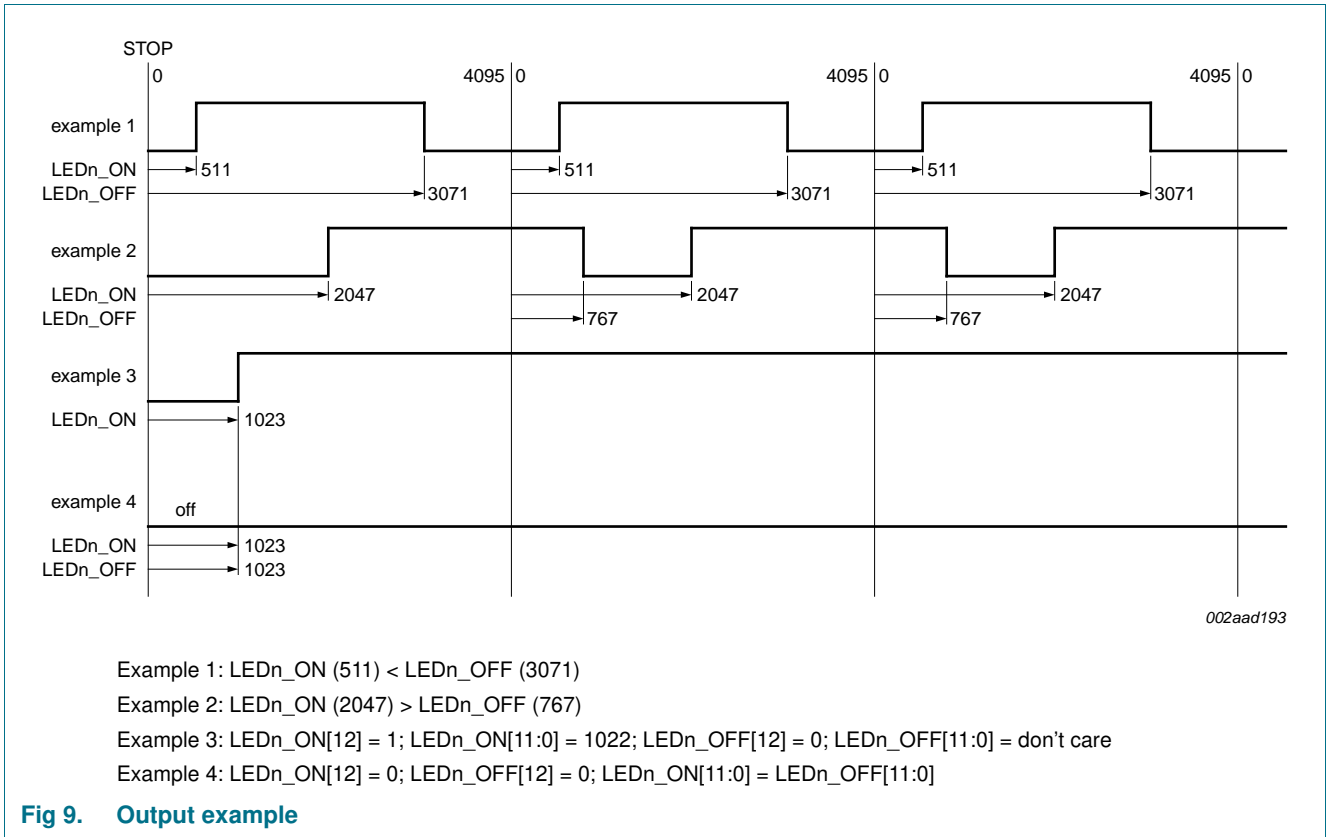 STOP
0 4095 0 4095 0 4095 0
example 1
LEDn_ON 511 511 511
LEDn_OFF 3071 3071 3071
example 2
LEDn_ON 2047 2047 2047
LEDn_OFF 767 767
example 3
LEDn_ON 1023
example 4 off
LEDn_ON 1023
LEDn_OFF 1023
002aad193
Example 1: LEDn_ON (511) < LEDn_OFF (3071)
Example 2: LEDn_ON (2047) > LEDn_OFF (767)
Example 3: LEDn_ON[12] = 1; LEDn_ON[11:0] = 1022; LEDn_OFF[12] = 0; LEDn_OFF[11:0] = don't care
Example 4: LEDn_ON[12] = 0; LEDn_OFF[12] = 0; LEDn_ON[11:0] = LEDn_OFF[11:0]
Fig 9. Output example